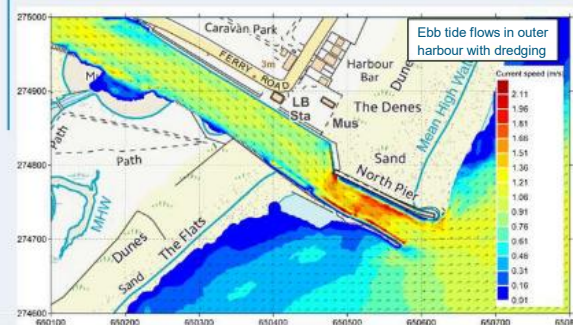 Ebb tide flows in outer
harbour with dredging
Current speed (m/s)
2.11
1.96
1.81
1.66
1.51
1.36
1.21
1.06
0.91
0.76
0.61
0.46
0.31
0.16
0.01
275000
274900
274800
274700
274600
650100
650200
650300
650400
650500
650600
650700
Caravan Park
FERRY ROAD
3m
Harbour
Bar
LB
Sta
Mus
The Denes
Dunes
Mean High Water
Sand
North Pier
Path
Path
MHW
Dunes
The Flats
Sand